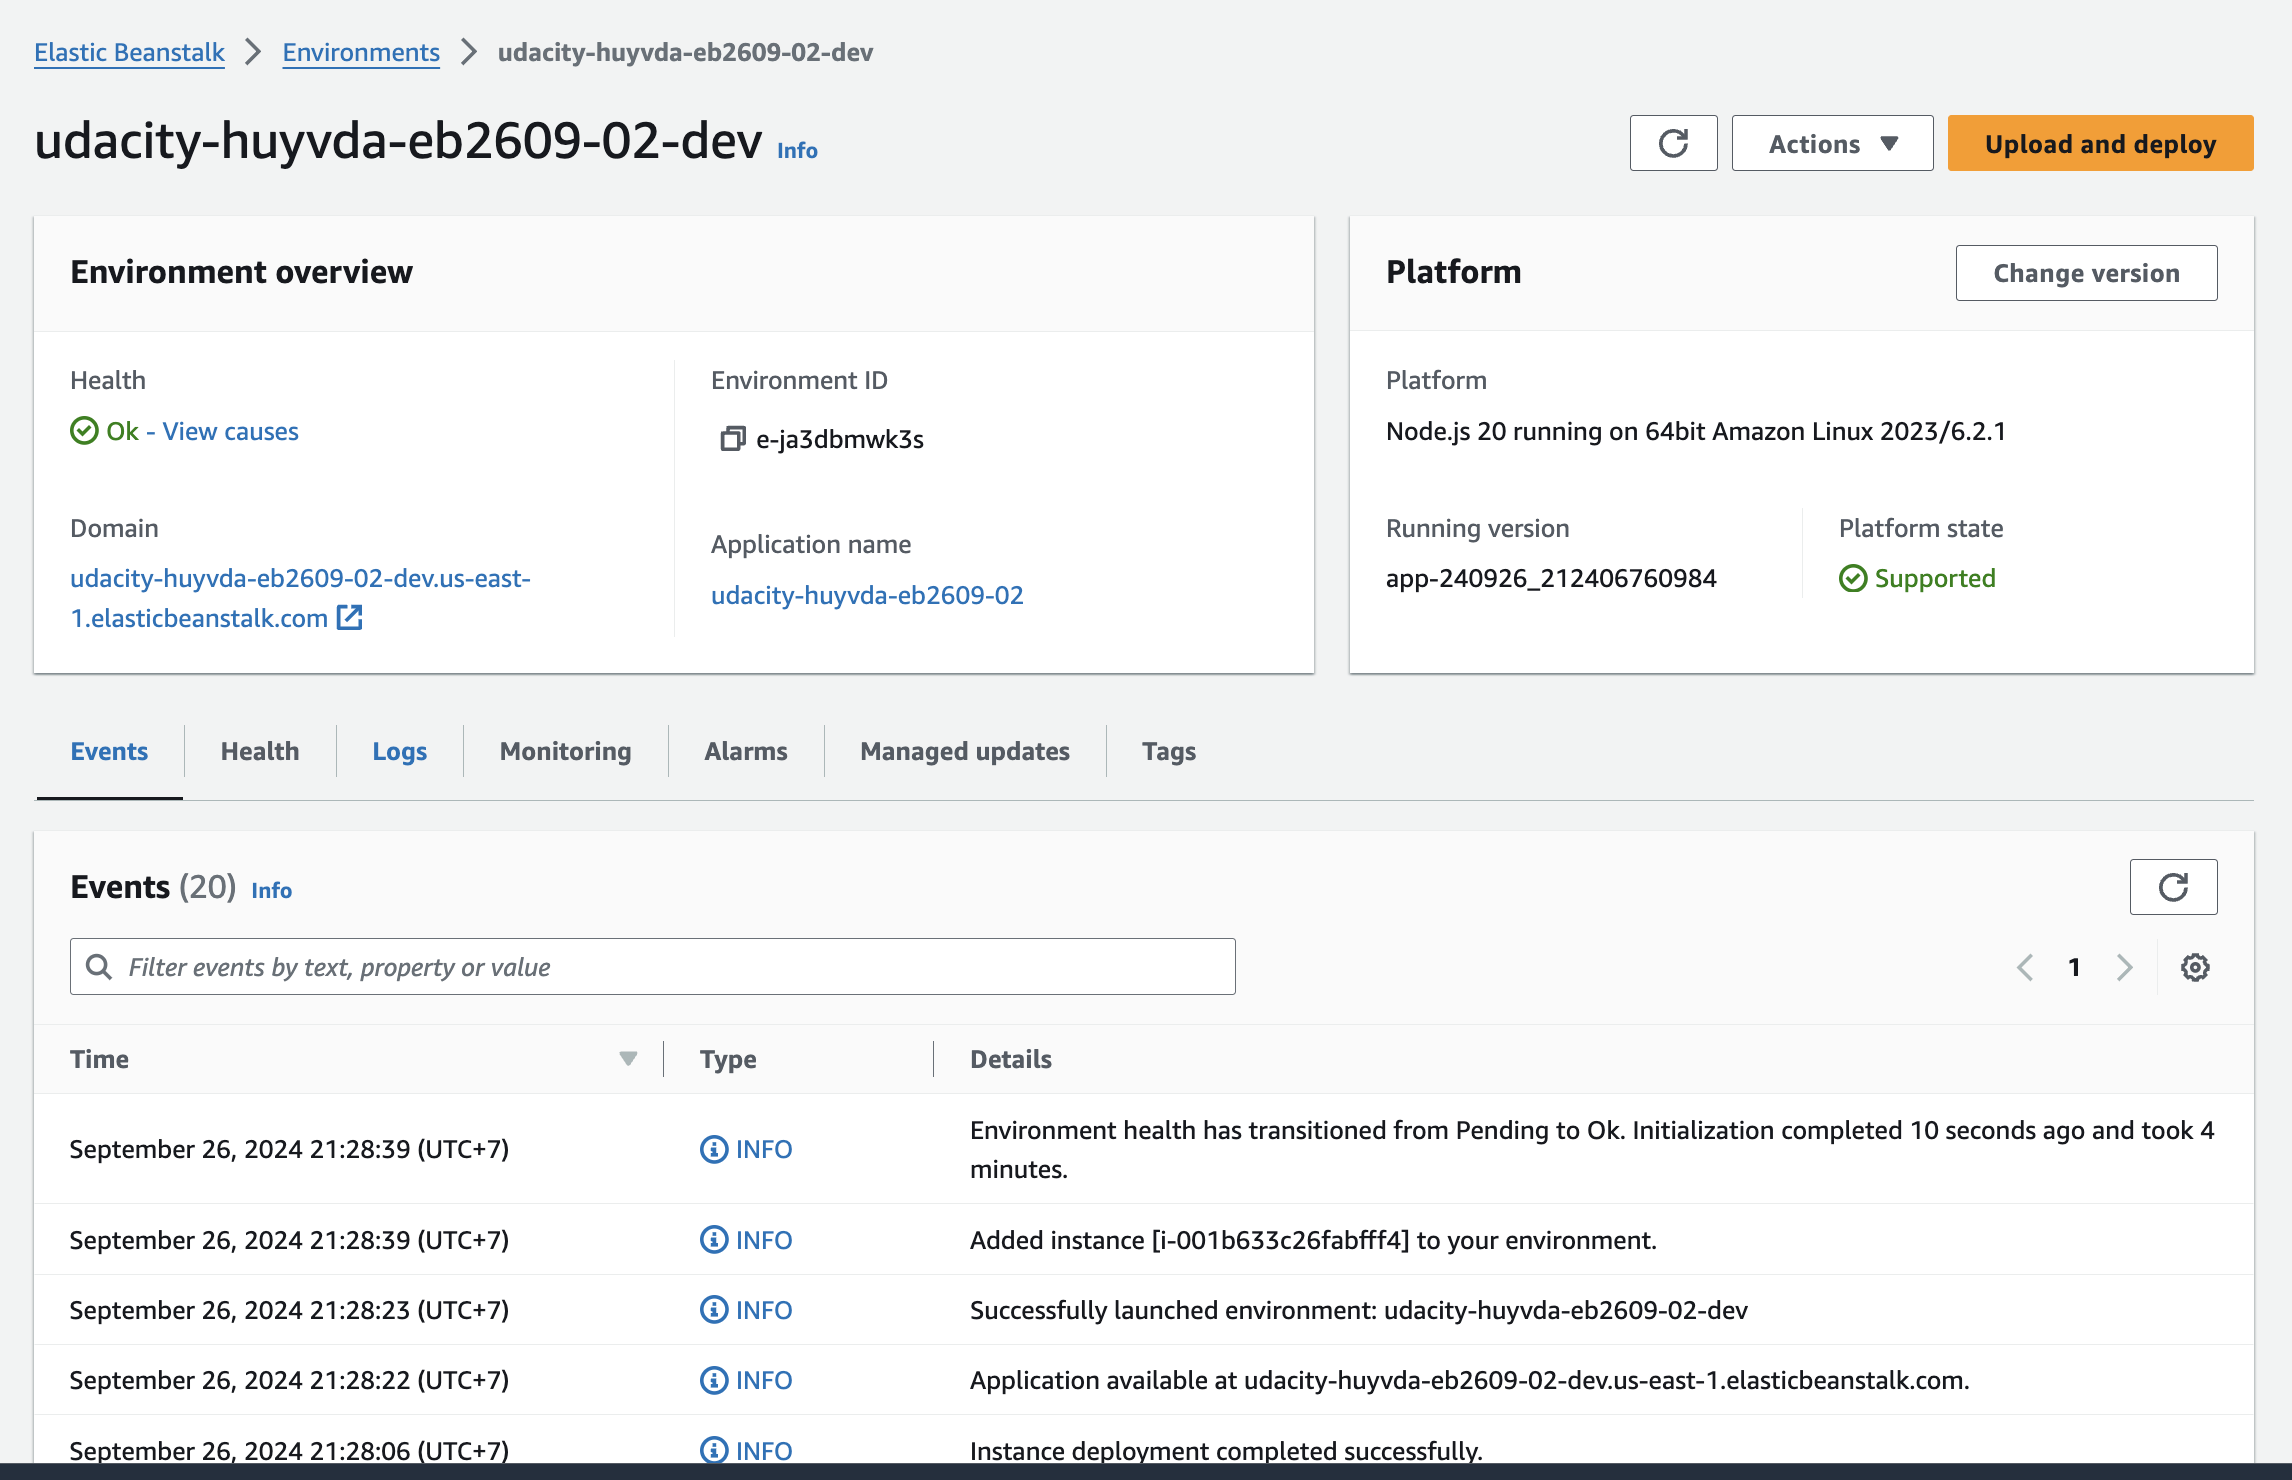 Elastic Beanstalk > Environments > udacity-huyvda-eb2609-02-dev
udacity-huyvda-eb2609-02-dev Info
Actions
Upload and deploy
Environment overview
Health
Ok - View causes
Domain
udacity-huyvda-eb2609-02-dev.us-east-
1.elasticbeanstalk.com
Environment ID
e-ja3dbmwk3s
Application name
udacity-huyvda-eb2609-02
Platform
Change version
Platform
Node.js 20 running on 64bit Amazon Linux 2023/6.2.1
Running version
app-240926_212406760984
Platform state
Supported
Events Health Logs Monitoring Alarms Managed updates Tags
Events (20) Info
Filter events by text, property or value
1
Time Type Details
September 26, 2024 21:28:39 (UTC+7) INFO Environment health has transitioned from Pending to Ok. Initialization completed 10 seconds ago and took 4
minutes.
September 26, 2024 21:28:39 (UTC+7) INFO Added instance [i-001b633c26fabfff4] to your environment.
September 26, 2024 21:28:23 (UTC+7) INFO Successfully launched environment: udacity-huyvda-eb2609-02-dev
September 26, 2024 21:28:22 (UTC+7) INFO Application available at udacity-huyvda-eb2609-02-dev.us-east-1.elasticbeanstalk.com.
September 26, 2024 21:28:06 (UTC+7) INFO Instance deployment completed successfully.